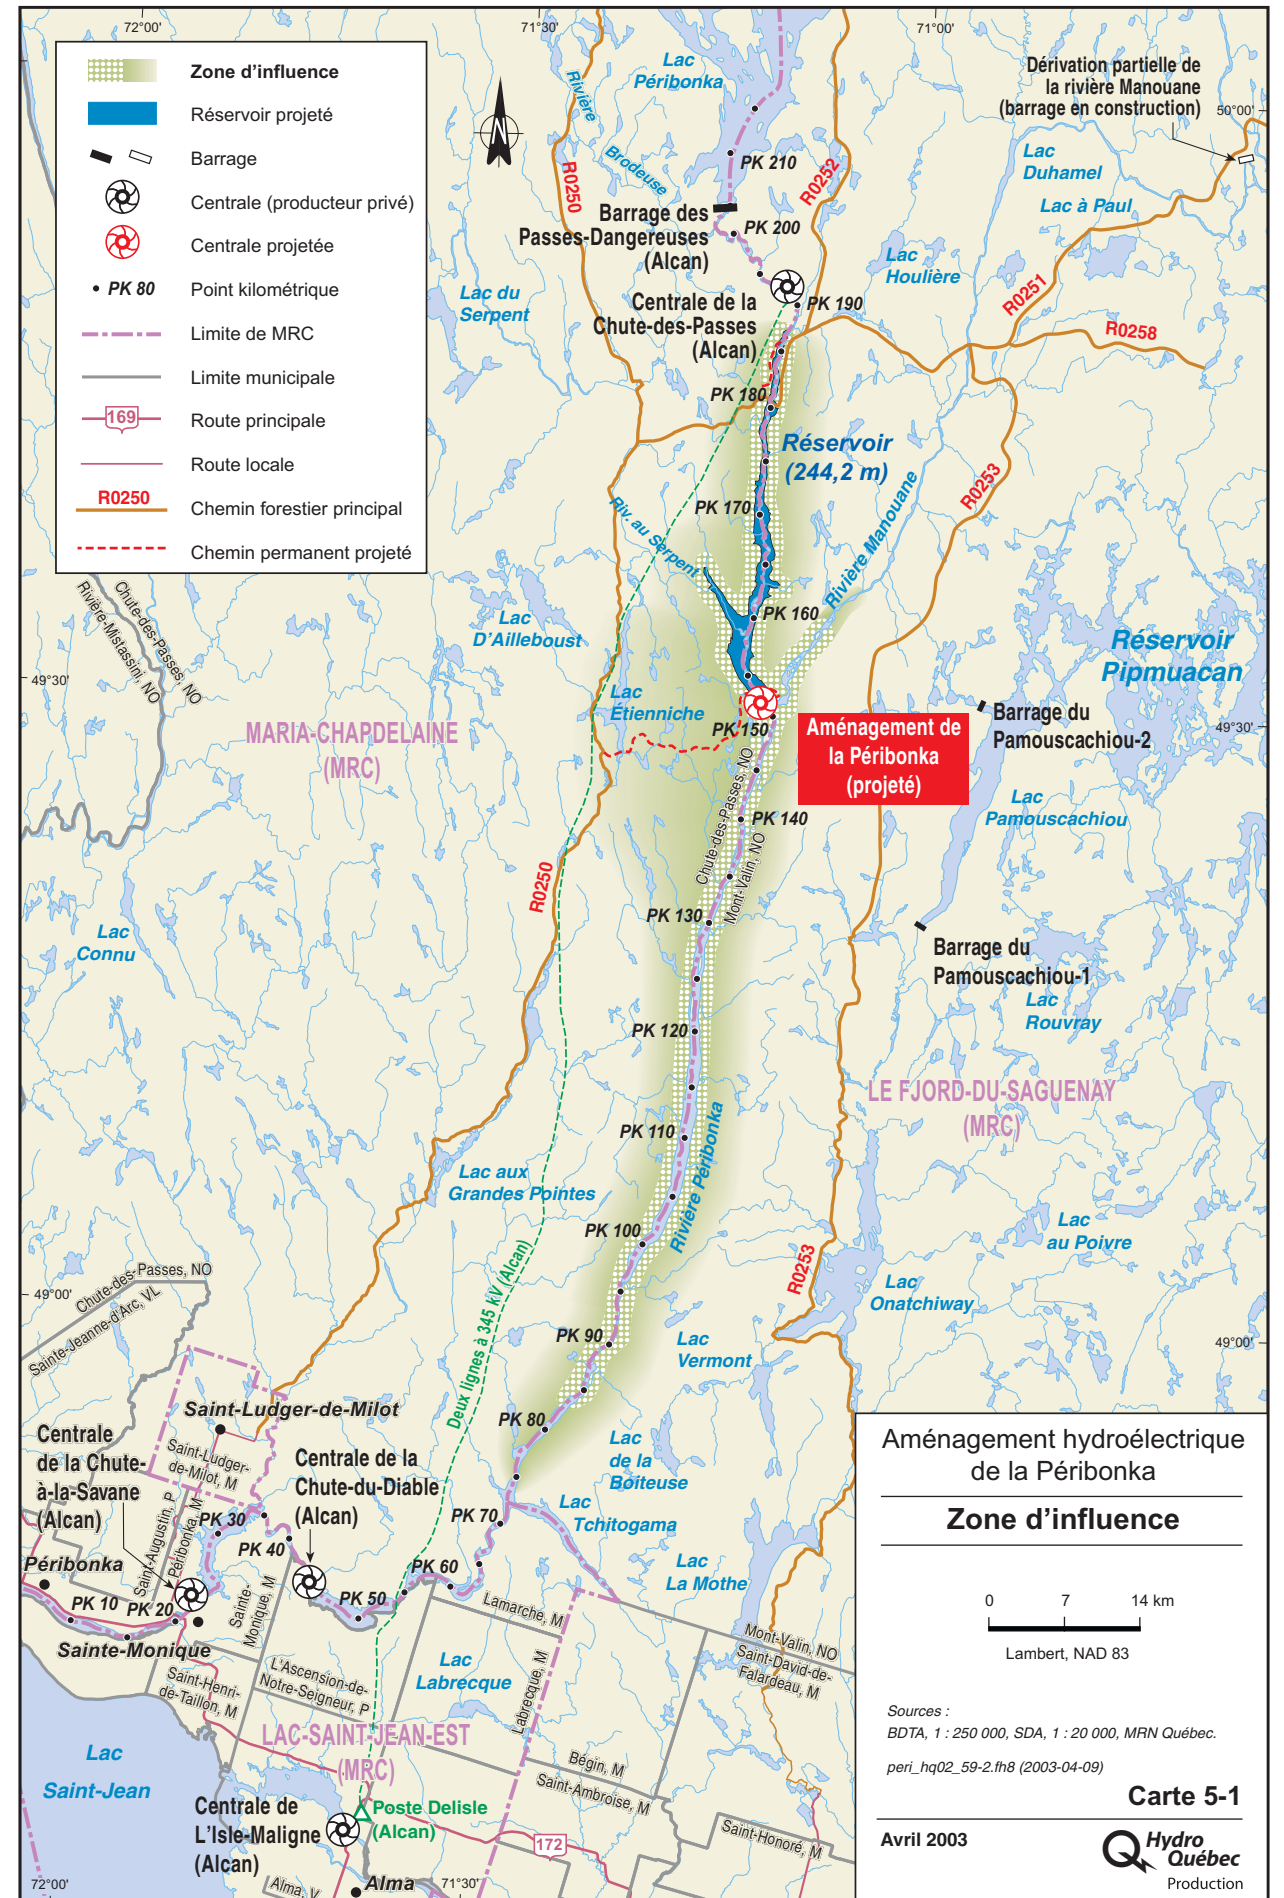 72°00'
71°30'
71°00'
Zone d'influence
Réservoir projeté
Barrage
Centrale (producteur privé)
Centrale projetée
PK 80
Point kilométrique
Limite de MRC
Limite municipale
169
Route principale
Route locale
R0250
Chemin forestier principal
Chemin permanent projeté
Lac
Péribonka
Rivière
Brodeuse
R0250
R0252
Dérivation partielle de
la rivière Manouane
(barrage en construction)
50°00'
Lac
Duhamel
Lac à Paul
PK 210
Barrage des
Passes-Dangereuses
(Alcan)
PK 200
Lac
Houlière
R0251
R0258
Lac du
Serpent
Centrale de la
Chute-des-Passes
(Alcan)
PK 190
PK 180
Réservoir
(244,2 m)
R0253
PK 170
Riv. au Serpent
Rivière Manouane
PK 160
Chute-des-Passes, NO
Rivière-Mistassini, NO
Lac
D'Ailleboust
Réservoir
Pipmuacan
49°30'
Lac
Étienniche
PK 150
Aménagement de
la Péribonka
(projeté)
Barrage du
Pamouscachiou-2
49°30'
MARIA-CHAPDELAINE
(MRC)
Lac
Pamouscachiou
Chute-des-Passes, NO
Mont-Valin, NO
PK 140
R0250
PK 130
Barrage du
Pamouscachiou-1
Lac
Connu
Lac
Rouvray
PK 120
LE FJORD-DU-SAGUENAY
(MRC)
PK 110
Rivière Péribonka
Lac aux
Grandes Pointes
PK 100
Lac
au Poivre
R0253
Lac
Onatchiway
Deux lignes à 345 kV (Alcan)
Chute-des-Passes, NO
Sainte-Jeanne-d'Arc, VL
49°00'
49°00'
PK 90
Lac
Vermont
PK 80
Saint-Ludger-de-Milot
Saint-Ludger-
de-Milot, M
Centrale
de la Chute-
à-la-Savane
(Alcan)
Centrale de la
Chute-du-Diable
(Alcan)
Lac
de la
Boiteuse
Lac
Tchitogama
PK 70
Saint-Augustin, P
Péribonka, M
PK 30
PK 40
PK 60
Lac
La Mothe
Péribonka
PK 10
PK 20
PK 50
Sainte-
Monique, M
Lamarche, M
Sainte-Monique
Saint-Henri-
de-Taillon, M
L'Ascension-de-
Notre-Seigneur, P
Lac
Labrecque
Labrecque, M
Mont-Valin, NO
Saint-David-de-
Falardeau, M
LAC-SAINT-JEAN-EST
(MRC)
Lac
Saint-Jean
Bégin, M
Saint-Ambroise, M
Centrale de
L'Isle-Maligne
(Alcan)
Poste Delisle
(Alcan)
172
Saint-Honoré, M
Alma, V
Alma
72°00'
71°30'
Aménagement hydroélectrique
de la Péribonka
Zone d'influence
0 7 14 km
Lambert, NAD 83
Sources :
BDTA, 1 : 250 000, SDA, 1 : 20 000, MRN Québec.
peri_hq02_59-2.fh8 (2003-04-09)
Carte 5-1
Avril 2003
Hydro
Québec
Production